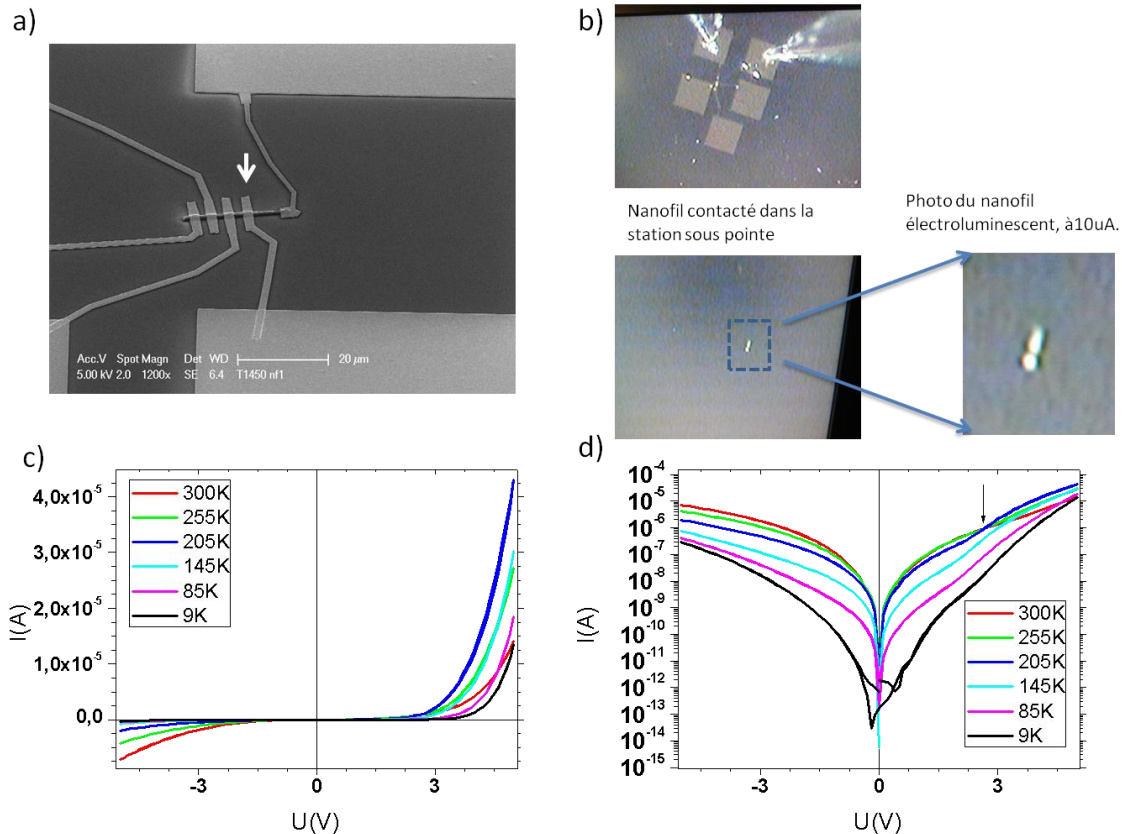 a)
Acc.V Spot Magn Det WD 20 µm
5.00 kV 2.0 1200x SE 6.4 T1450 nf1
b)
Nanofil contacté dans la
station sous pointe
Photo du nanofil
électroluminescent, à10uA.
c)
4,0x10⁻⁵
3,0x10⁻⁵
2,0x10⁻⁵
1,0x10⁻⁵
0,0
I(A)
300K
255K
205K
145K
85K
9K
-3 0 3
U(V)
d)
10⁻⁴
10⁻⁵
10⁻⁶
10⁻⁷
10⁻⁸
10⁻⁹
10⁻¹⁰
10⁻¹¹
10⁻¹²
10⁻¹³
10⁻¹⁴
10⁻¹⁵
I(A)
300K
255K
205K
145K
85K
9K
-3 0 3
U(V)